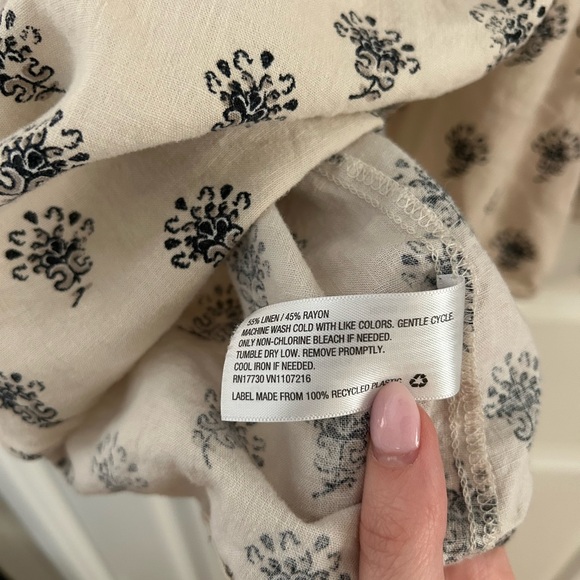 55% LINEN / 45% RAYON
MACHINE WASH COLD WITH LIKE COLORS. GENTLE CYCLE.
ONLY NON-CHLORINE BLEACH IF NEEDED.
TUMBLE DRY LOW. REMOVE PROMPTLY.
COOL IRON IF NEEDED.
RN17730 VN1107216
LABEL MADE FROM 100% RECYCLED PLASTIC